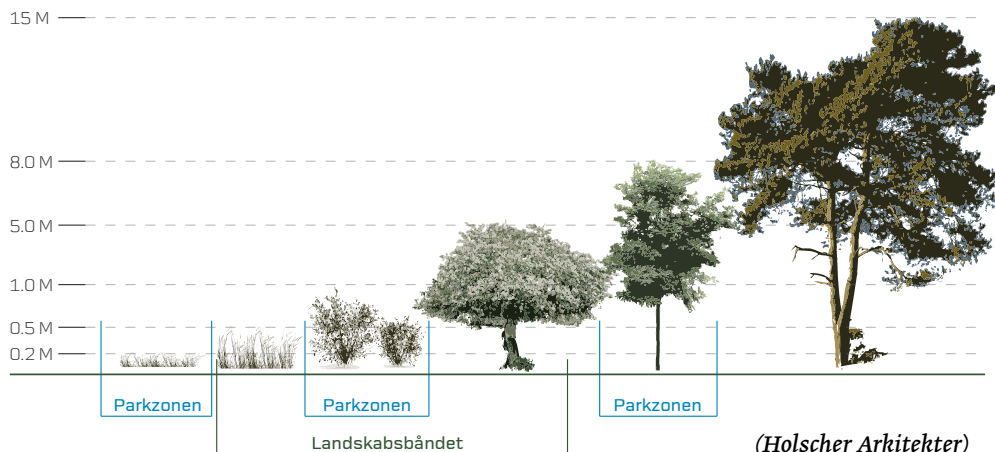 15 M
8.0 M
5.0 M
1.0 M
0.5 M
0.2 M
Parkzonen
Parkzonen
Parkzonen
Landskabsbåndet
(Holscher Arkitekter)